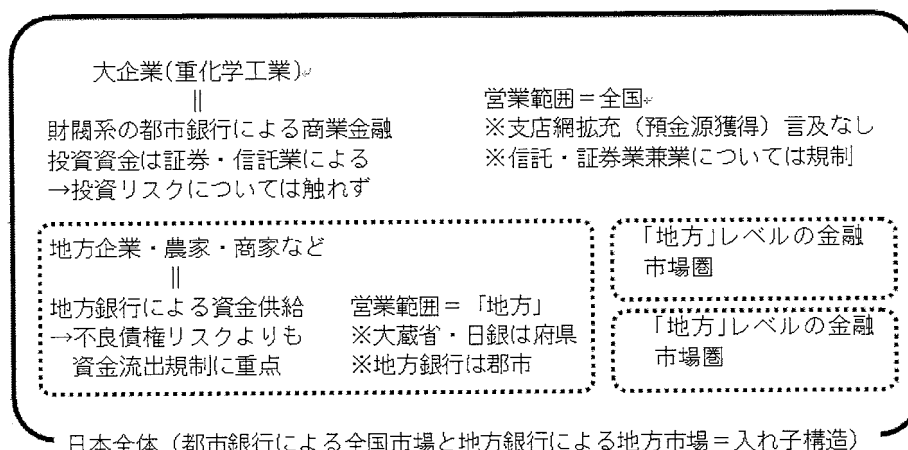 大企業(重化学工業)
||
財閥系の都市銀行による商業金融
投資資金は証券・信託業による
→投資リスクについては触れず
営業範囲＝全国
※支店網拡充（預金源獲得）言及なし
※信託・証券業兼業については規制
地方企業・農家・商家など
||
地方銀行による資金供給
→不良債権リスクよりも
資金流出規制に重点
営業範囲＝「地方」
※大蔵省・日銀は府県
※地方銀行は郡市
「地方」レベルの金融
市場圏
「地方」レベルの金融
市場圏
日本全体（都市銀行による全国市場と地方銀行による地方市場＝入れ子構造）